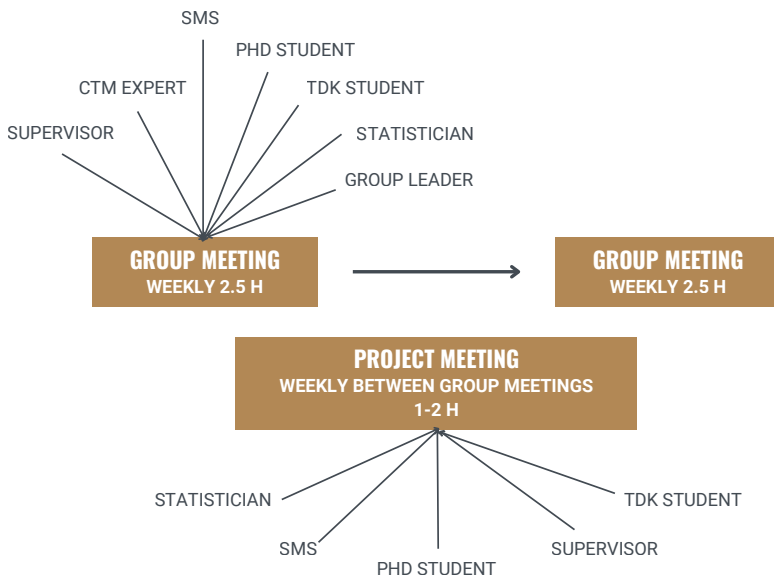 SMS
PHD STUDENT
CTM EXPERT
TDK STUDENT
SUPERVISOR
STATISTICIAN
GROUP LEADER
GROUP MEETING
WEEKLY 2.5 H
GROUP MEETING
WEEKLY 2.5 H
PROJECT MEETING
WEEKLY BETWEEN GROUP MEETINGS
1-2 H
STATISTICIAN
TDK STUDENT
SMS
SUPERVISOR
PHD STUDENT